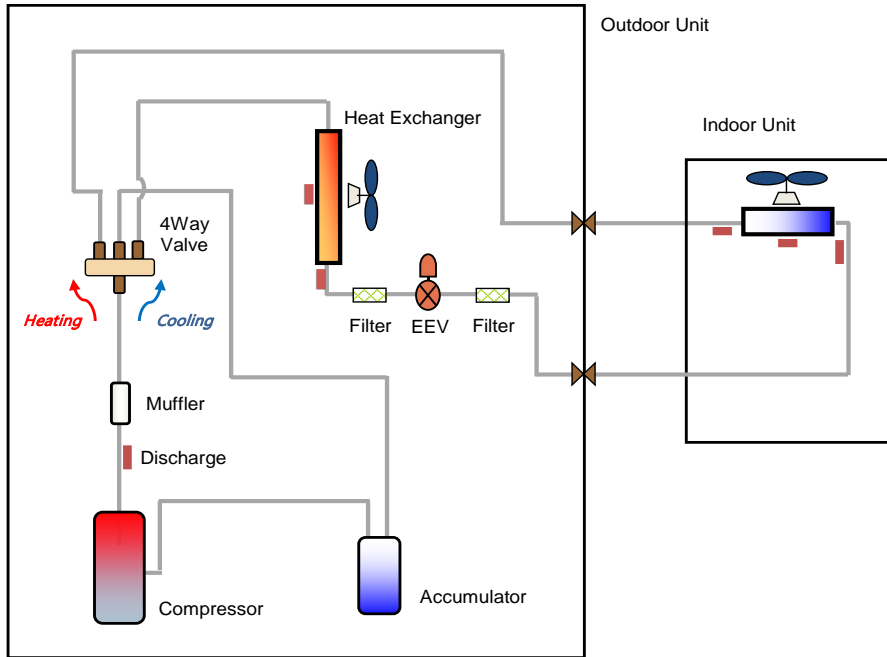 Outdoor Unit
Heat Exchanger
Indoor Unit
4Way
Valve
Heating
Cooling
Filter
EEV
Filter
Muffler
Discharge
Compressor
Accumulator